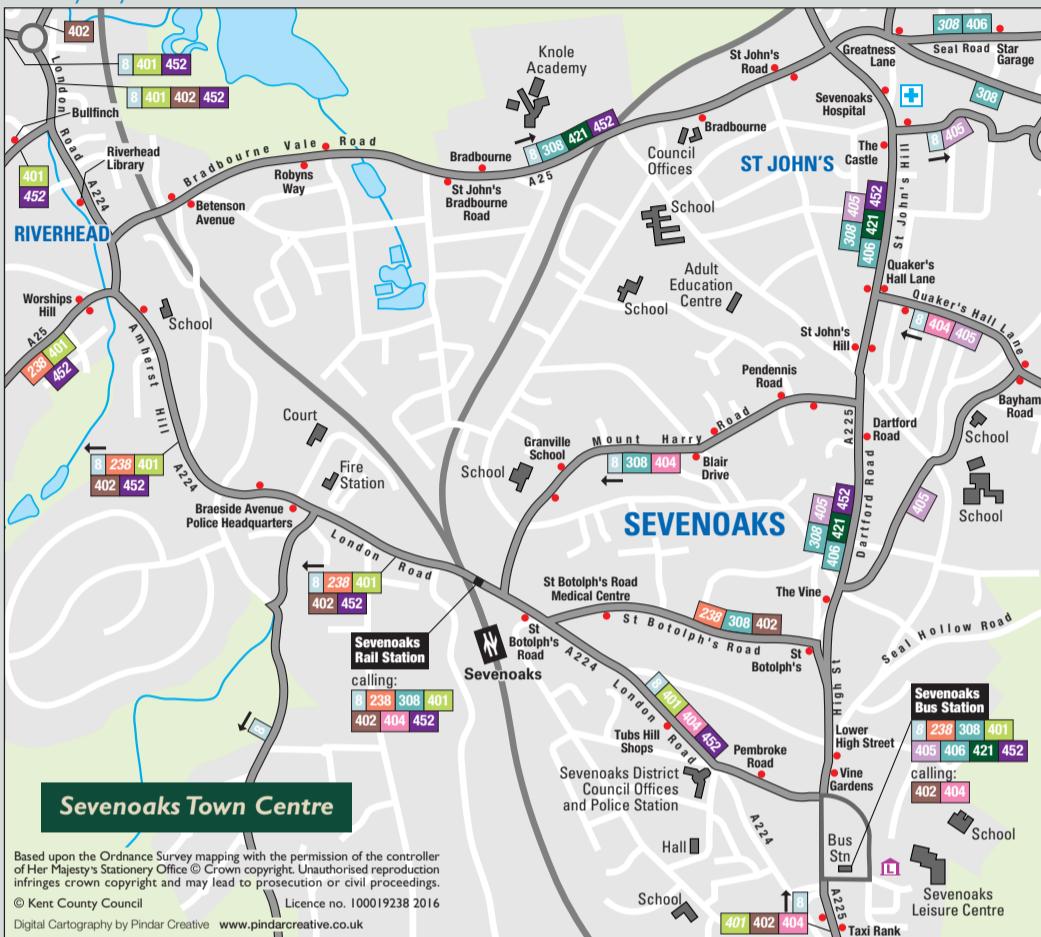 402
8 401 452
8 401 402 452
London Road
Bullfinch
Riverhead
Library
401
452
A224
RIVERHEAD
Bradbourne Vale Road
Betenson
Avenue
Robyns
Way
Knole
Academy
Bradbourne
8 308 421 452
A25
St John's
Bradbourne
Road
Council
Offices
Bradbourne
St John's
Road
Greatness
Lane
308 406
Seal Road
Star
Garage
308
Sevenoaks
Hospital
8 405
The
Castle
ST JOHN'S
St John's Hill
308 405
406 421 452
School
School
Adult
Education
Centre
Quaker's
Hall Lane
Quaker's Hall Lane
8 404 405
Bayham
Road
St John's
Hill
Pendennis
Road
A225
Dartford
Road
Dartford Road
School
School
405
Worships
Hill
A25
238 401
452
School
Amherst Hill
A224
8 238 401
402 452
Court
Fire
Station
Braeside Avenue
Police Headquarters
London Road
8 238 401
402 452
School
Granville
School
Mount Harry Road
8 308 404
Blair
Drive
SEVENOAKS
308 405
406 421 452
The Vine
St Botolph's Road
Medical Centre
238 308 402
St Botolph's Road
St
Botolph's
Seal Hollow Road
High St
Sevenoaks
Rail Station
calling:
8 238 308 401
402 404 452
Sevenoaks
St
Botolph's
Road
A224
London Road
8 401 404 452
Tubs Hill
Shops
Pembroke
Road
Lower
High Street
Vine
Gardens
Sevenoaks
Bus Station
8 238 308 401
405 406 421 452
calling:
402 404
8
Sevenoaks District
Council Offices
and Police Station
A224
Hall
School
Bus
Stn
L
School
Sevenoaks
Leisure Centre
8
401 402 404
A225
Taxi Rank
Sevenoaks Town Centre
Based upon the Ordnance Survey mapping with the permission of the controller
of Her Majesty's Stationery Office © Crown copyright. Unauthorised reproduction
infringes crown copyright and may lead to prosecution or civil proceedings.
© Kent County Council Licence no. 100019238 2016
Digital Cartography by Pindar Creative www.pindarcreative.co.uk